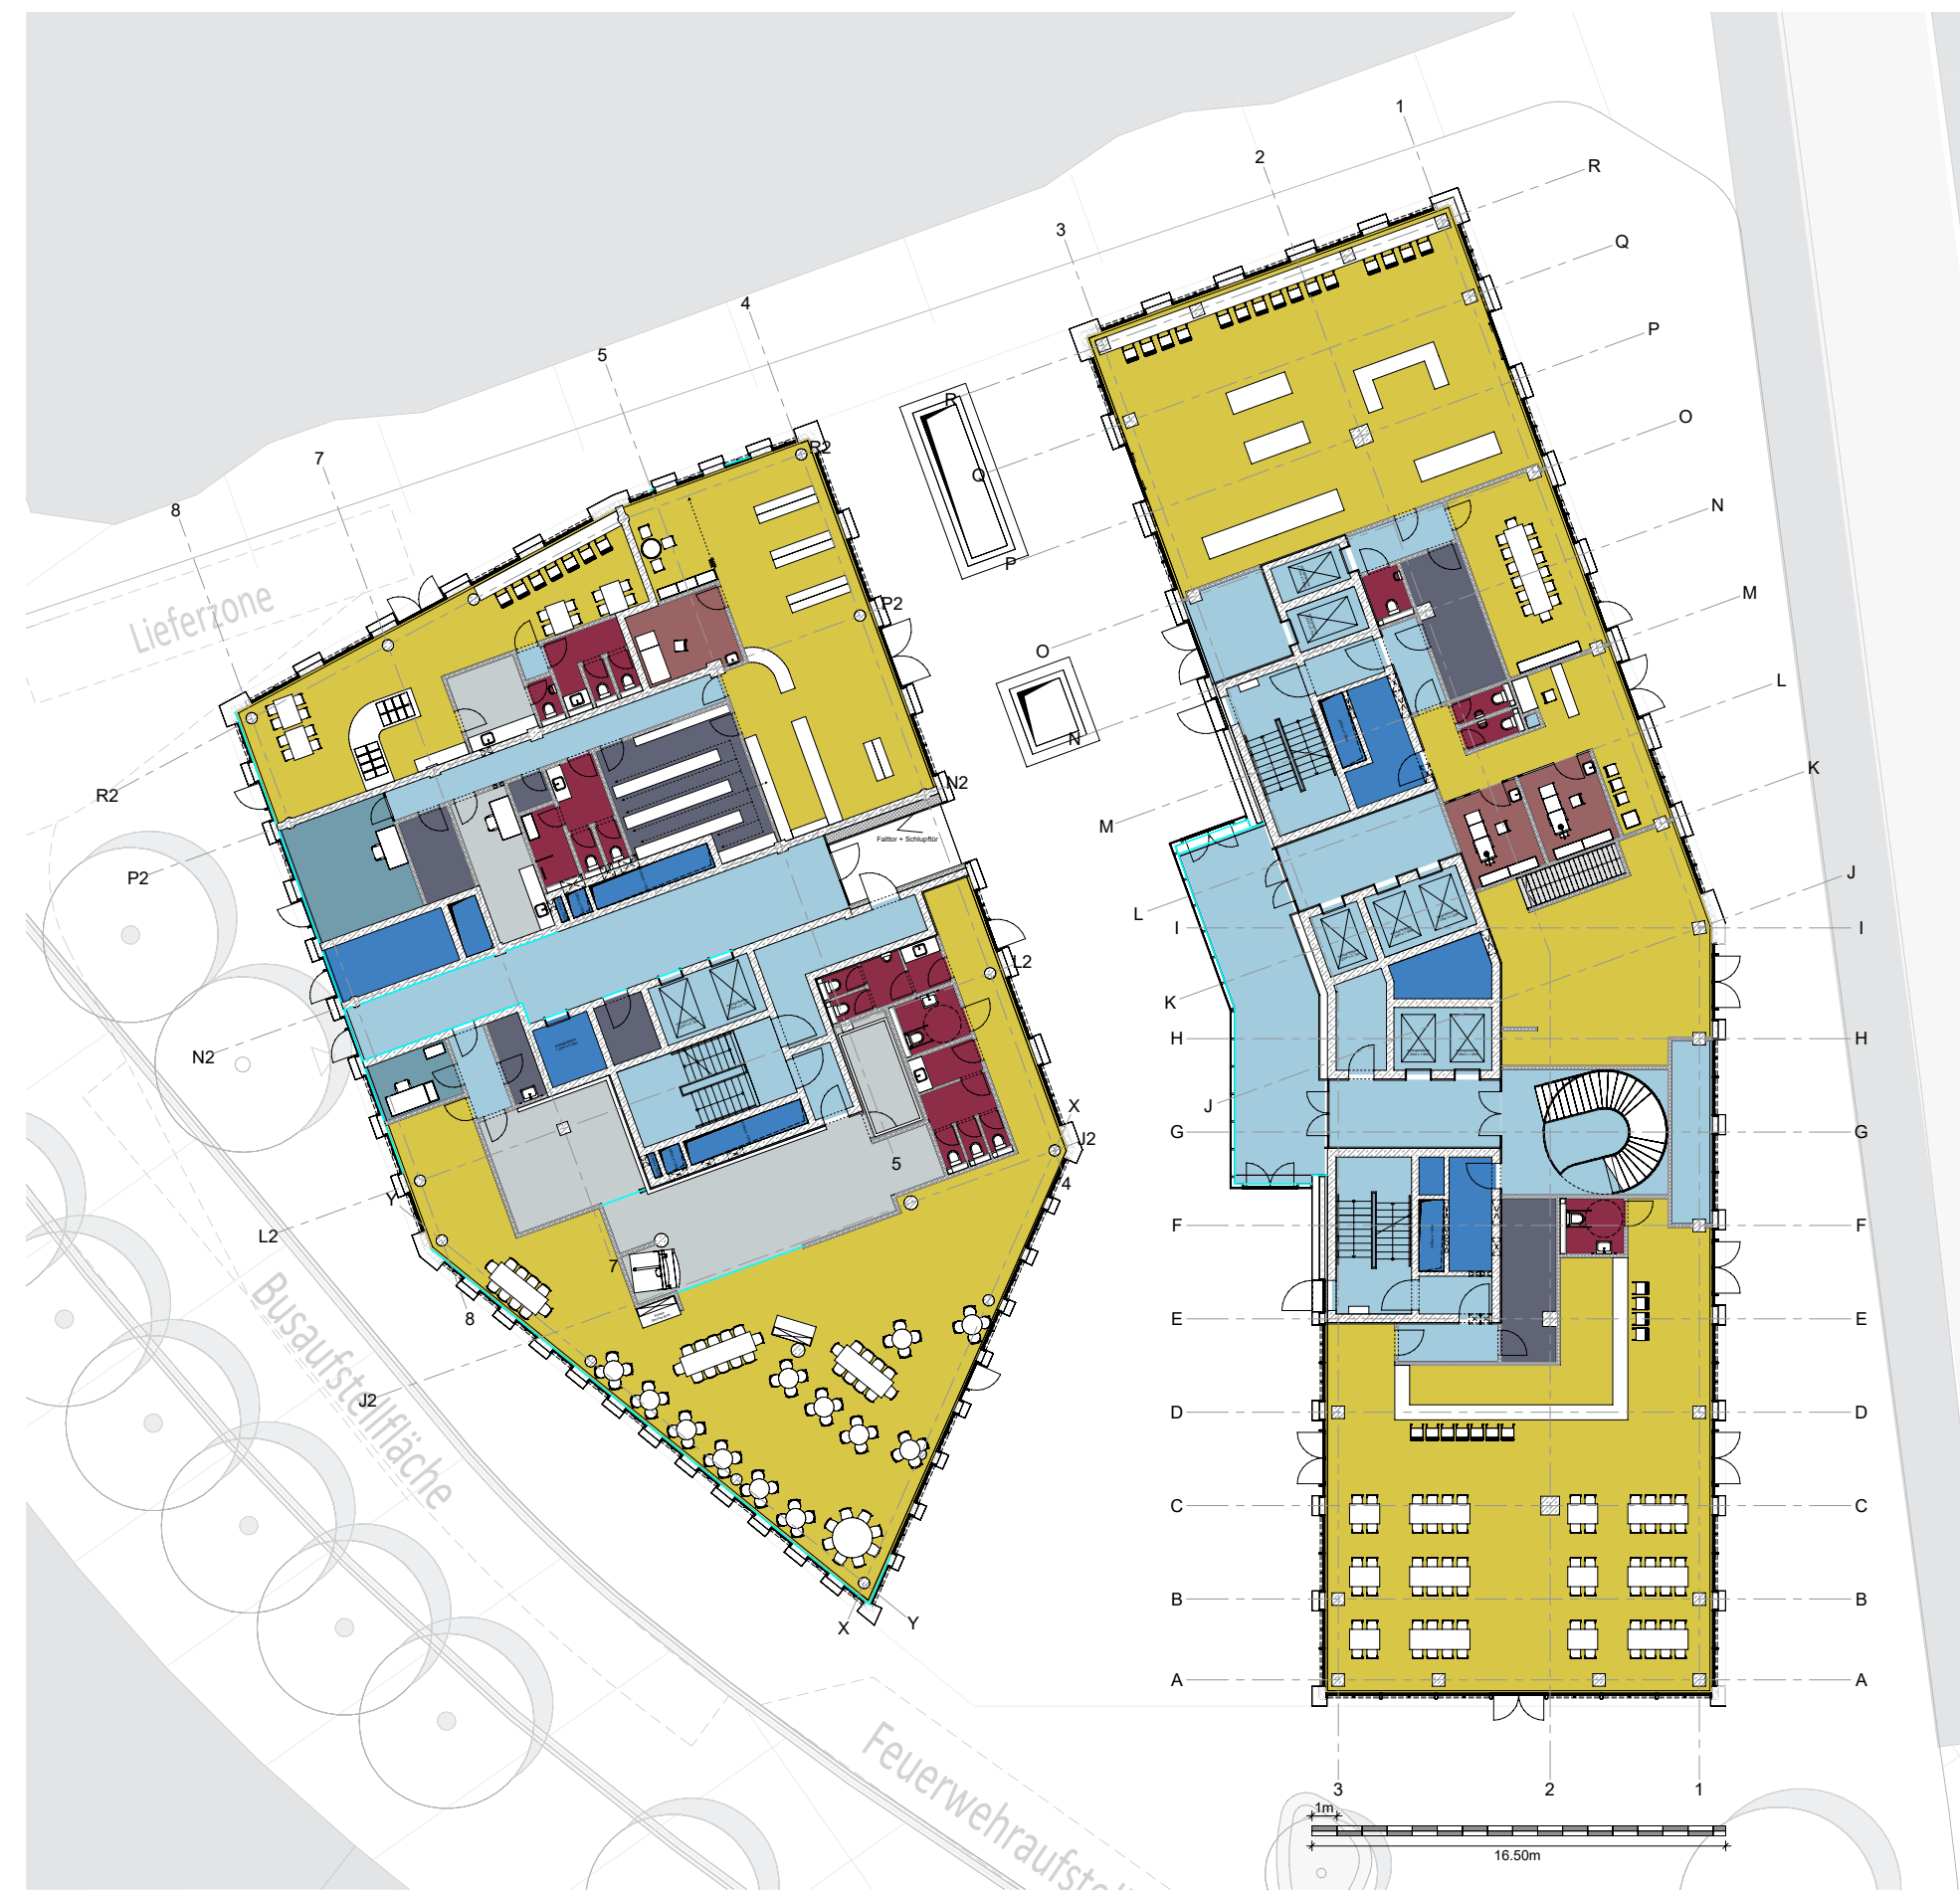 1
2
R
3
Q
4
P
5
R
O
7
R2
Q
8
N
P
P2
M
Lieferzone
O
L
N
K
N2
R2
Falttor + Schlupftür
M
J
P2
L
I
I
L2
K
N2
H
H
X
J
G
G
J2
5
4
Y
F
F
L2
7
Busaufstellfläche
8
E
E
J2
D
D
C
C
B
B
X
Y
A
A
Feuerwehraufste
3
2
1
1m
16.50m